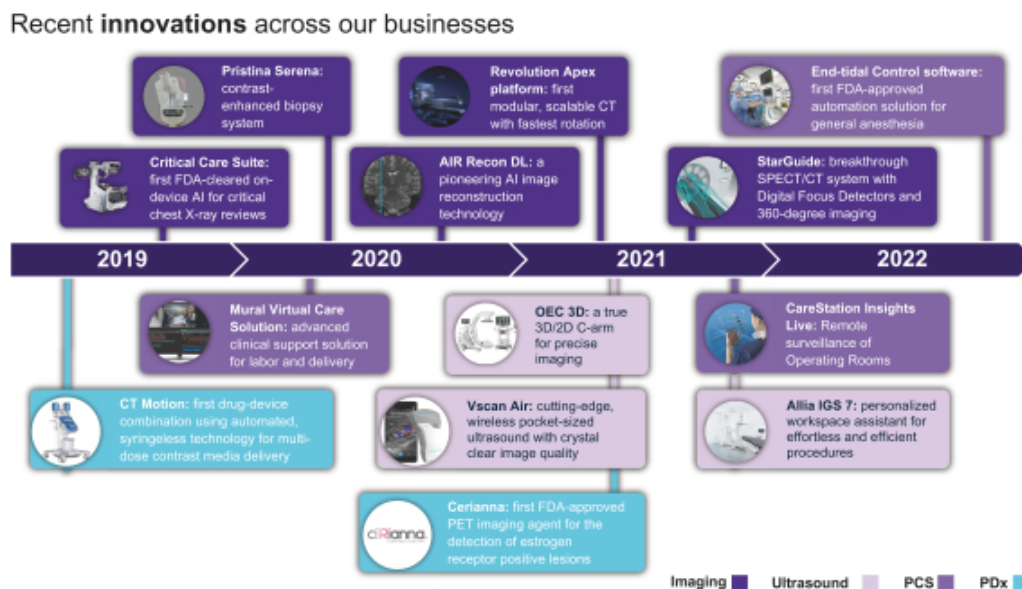 Recent innovations across our businesses
Pristina Serena:
contrast-
enhanced biopsy
system
Revolution Apex
platform: first
modular, scalable CT
with fastest rotation
End-tidal Control software:
first FDA-approved
automation solution for
general anesthesia
Critical Care Suite:
first FDA-cleared on-
device AI for critical
chest X-ray reviews
AIR Recon DL: a
pioneering AI image
reconstruction
technology
StarGuide: breakthrough
SPECT/CT system with
Digital Focus Detectors and
360-degree imaging
2019
2020
2021
2022
Mural Virtual Care
Solution: advanced
clinical support solution
for labor and delivery
OEC 3D: a true
3D/2D C-arm
for precise
imaging
CareStation Insights
Live: Remote
surveillance of
Operating Rooms
CT Motion: first drug-device
combination using automated,
syringeless technology for multi-
dose contrast media delivery
Vscan Air: cutting-edge,
wireless pocket-sized
ultrasound with crystal
clear image quality
Allia IGS 7: personalized
workspace assistant for
effortless and efficient
procedures
Cerianna: first FDA-approved
PET imaging agent for the
detection of estrogen
receptor positive lesions
Imaging
Ultrasound
PCS
PDx